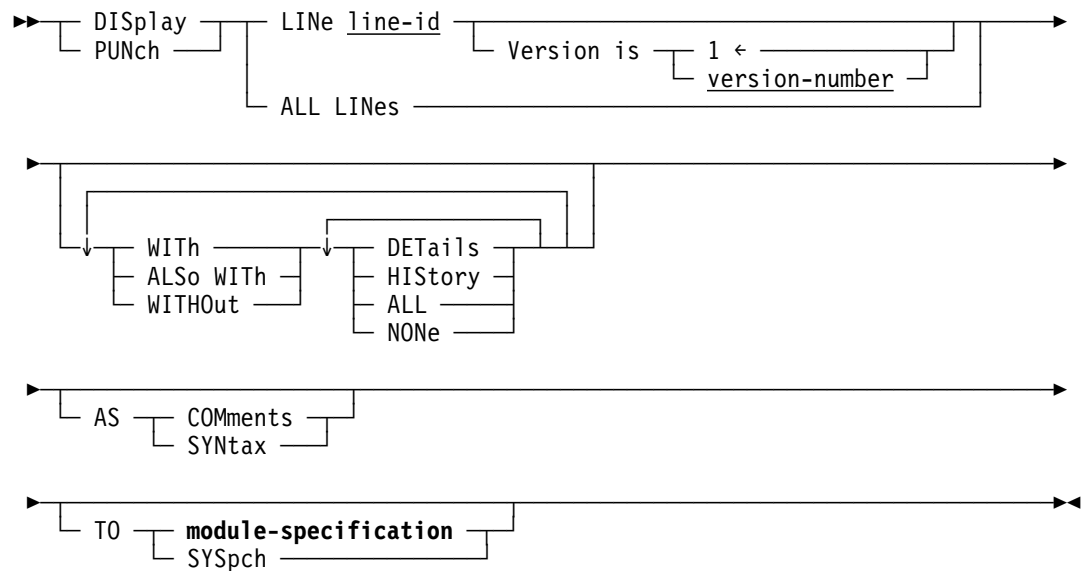 DISplay LINe line-id
PUNch Version is 1 ←
version-number
ALL LINes
WITh DETails
ALSo WITh HIStory
WITHOut ALL
NONe
AS COMments
SYNtax
TO module-specification
SYSpch